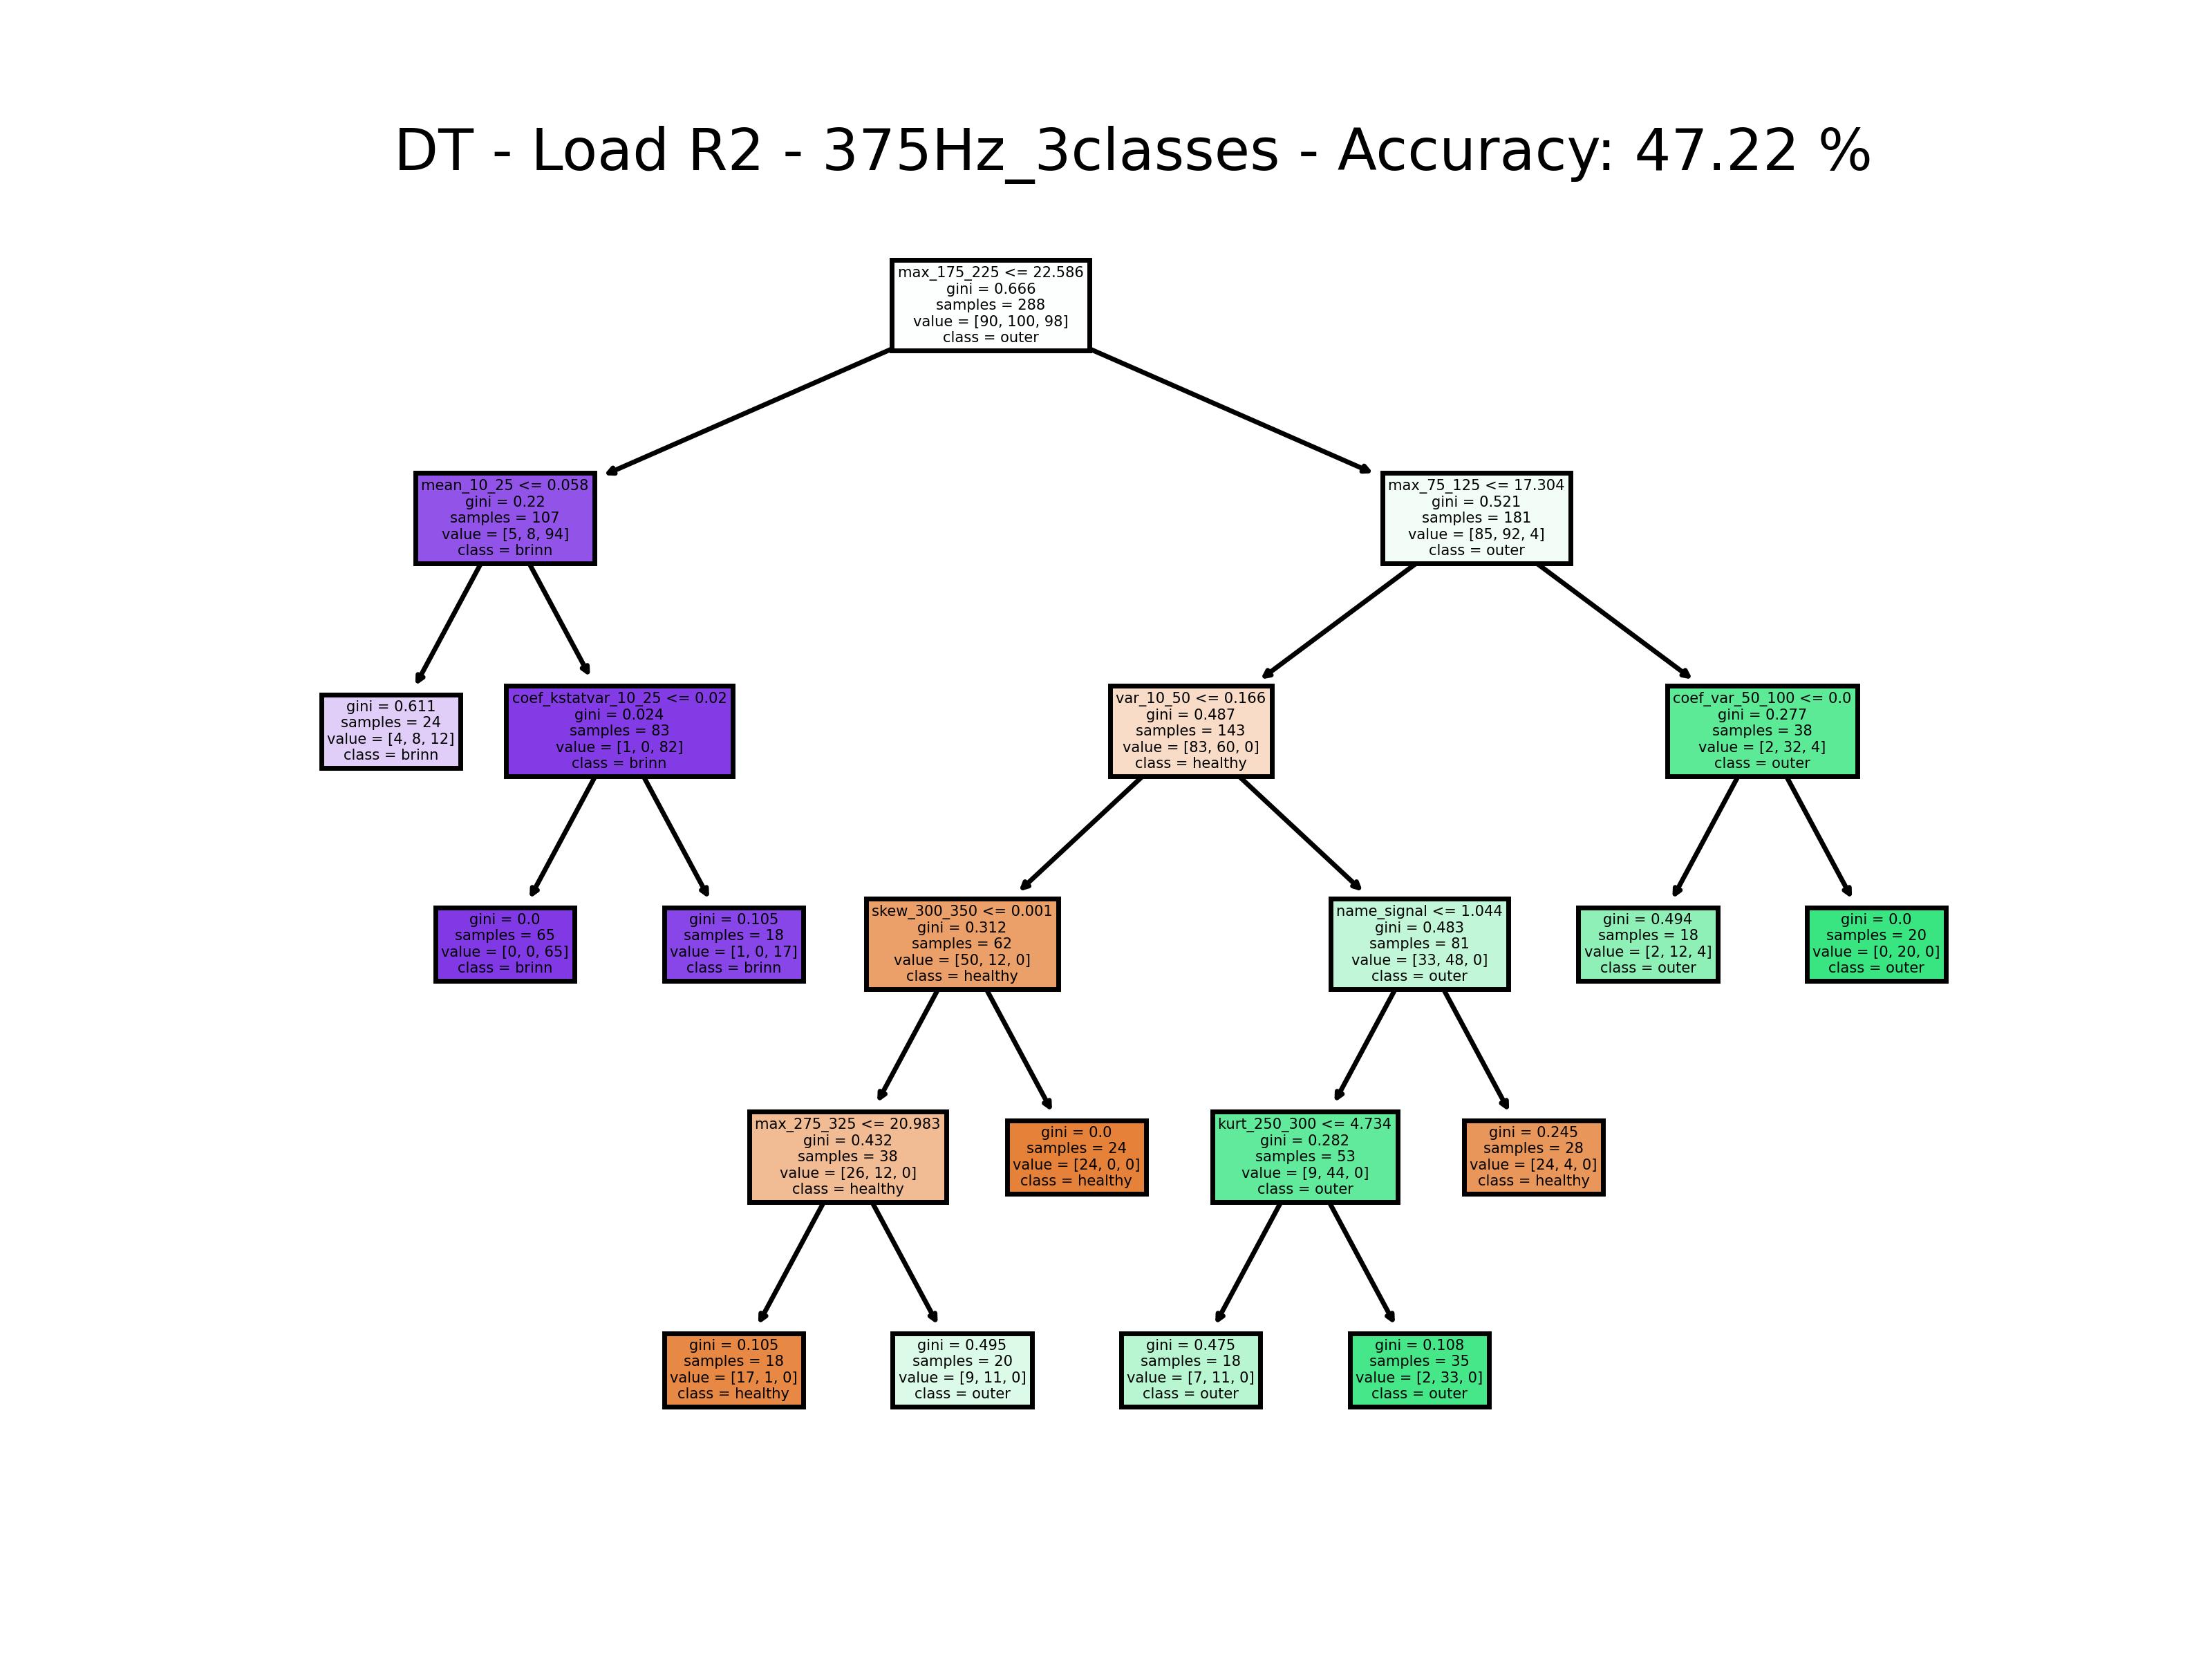 DT - Load R2 - 375Hz_3classes - Accuracy: 47.22 %
max_175_225 <= 22.586
gini = 0.666
samples = 288
value = [90, 100, 98]
class = outer
mean_10_25 <= 0.058
gini = 0.22
samples = 107
value = [5, 8, 94]
class = brinn
max_75_125 <= 17.304
gini = 0.521
samples = 181
value = [85, 92, 4]
class = outer
gini = 0.611
samples = 24
value = [4, 8, 12]
class = brinn
coef_kstatvar_10_25 <= 0.02
gini = 0.024
samples = 83
value = [1, 0, 82]
class = brinn
var_10_50 <= 0.166
gini = 0.487
samples = 143
value = [83, 60, 0]
class = healthy
coef_var_50_100 <= 0.0
gini = 0.277
samples = 38
value = [2, 32, 4]
class = outer
gini = 0.0
samples = 65
value = [0, 0, 65]
class = brinn
gini = 0.105
samples = 18
value = [1, 0, 17]
class = brinn
skew_300_350 <= 0.001
gini = 0.312
samples = 62
value = [50, 12, 0]
class = healthy
name_signal <= 1.044
gini = 0.483
samples = 81
value = [33, 48, 0]
class = outer
gini = 0.494
samples = 18
value = [2, 12, 4]
class = outer
gini = 0.0
samples = 20
value = [0, 20, 0]
class = outer
max_275_325 <= 20.983
gini = 0.432
samples = 38
value = [26, 12, 0]
class = healthy
gini = 0.0
samples = 24
value = [24, 0, 0]
class = healthy
kurt_250_300 <= 4.734
gini = 0.282
samples = 53
value = [9, 44, 0]
class = outer
gini = 0.245
samples = 28
value = [24, 4, 0]
class = healthy
gini = 0.105
samples = 18
value = [17, 1, 0]
class = healthy
gini = 0.495
samples = 20
value = [9, 11, 0]
class = outer
gini = 0.475
samples = 18
value = [7, 11, 0]
class = outer
gini = 0.108
samples = 35
value = [2, 33, 0]
class = outer